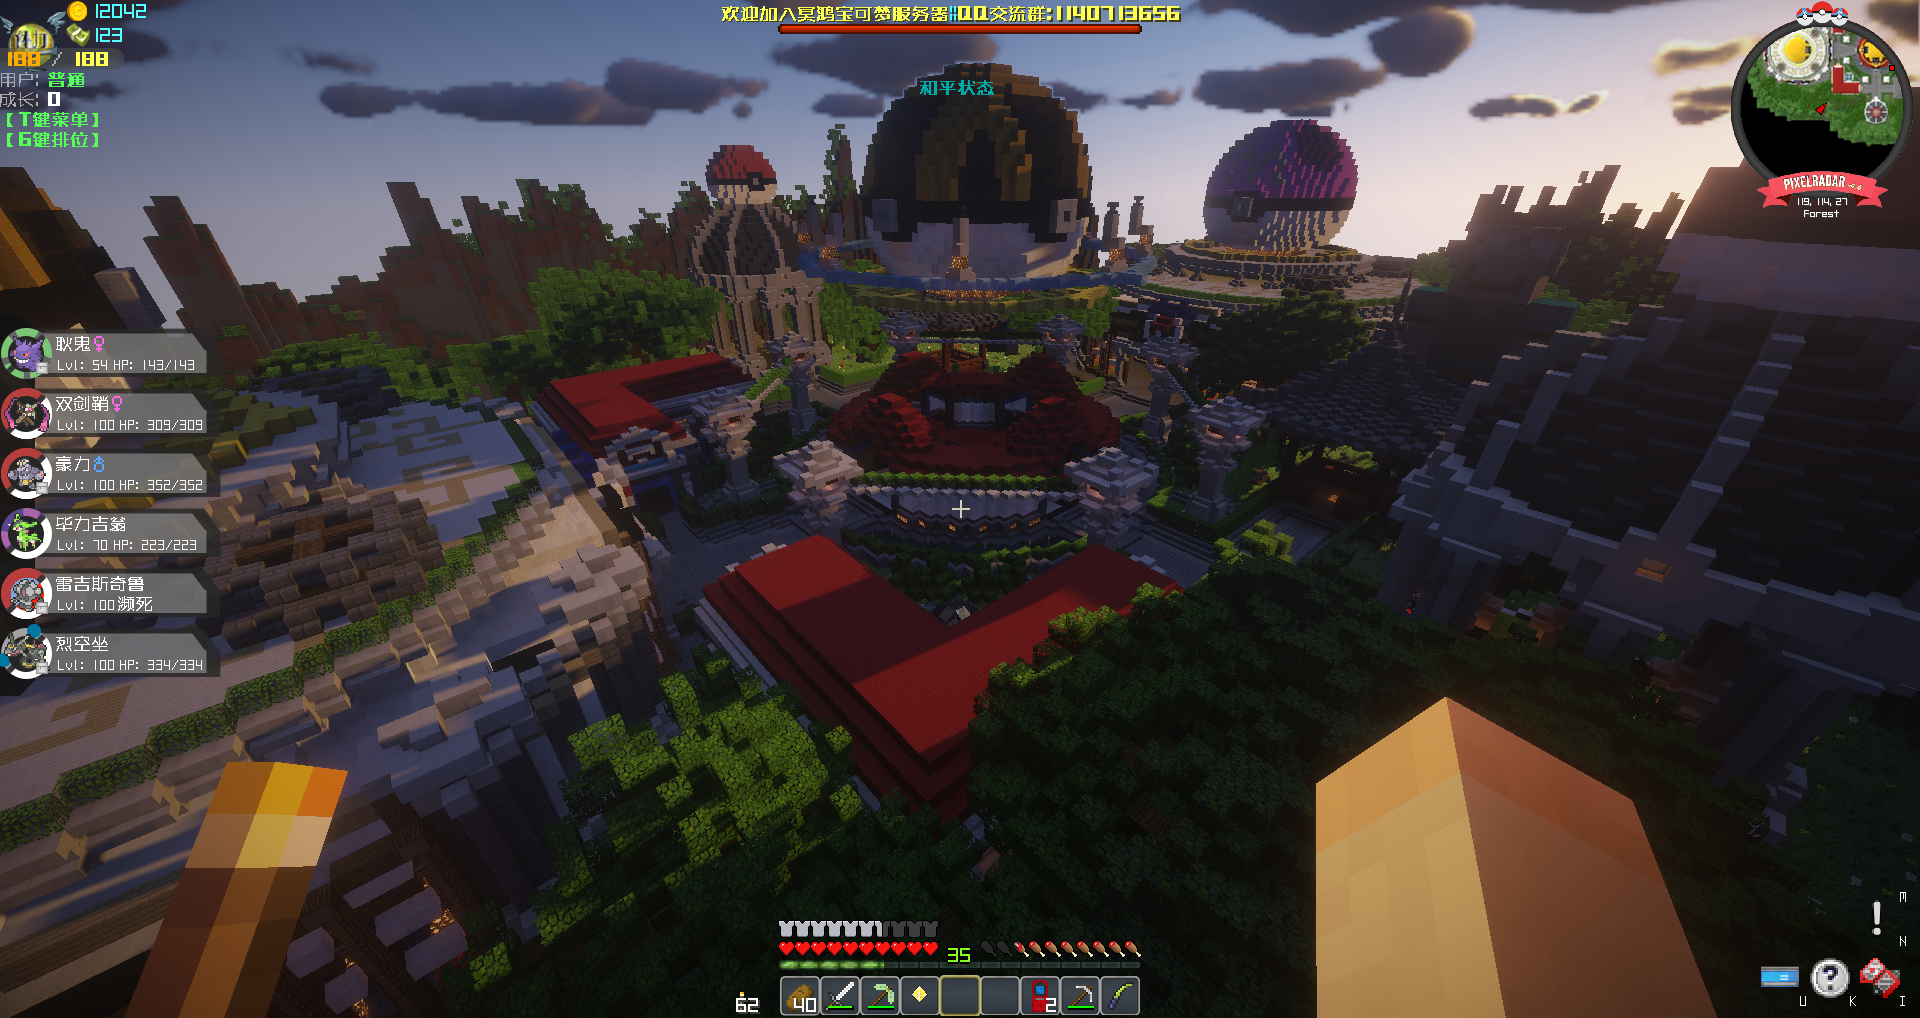 欢迎加入冥鸿宝可梦服务器#QQ交流群:1140713656
和平状态
12042
123
188 / 188
用户: 普通
成长: 0
【T键菜单】
【G键排位】
PIXELRADAR
119, 114, 27
Forest
耿鬼♀
Lvl: 54 HP: 143/143
双剑鞘♀
Lvl: 100 HP: 309/309
豪力
Lvl: 100 HP: 352/352
毕力吉翁
Lvl: 70 HP: 223/223
雷吉斯奇鲁
Lvl: 100 濒死
烈空坐
Lvl: 100 HP: 334/334
35
62
40
2
M
N
U
K
I